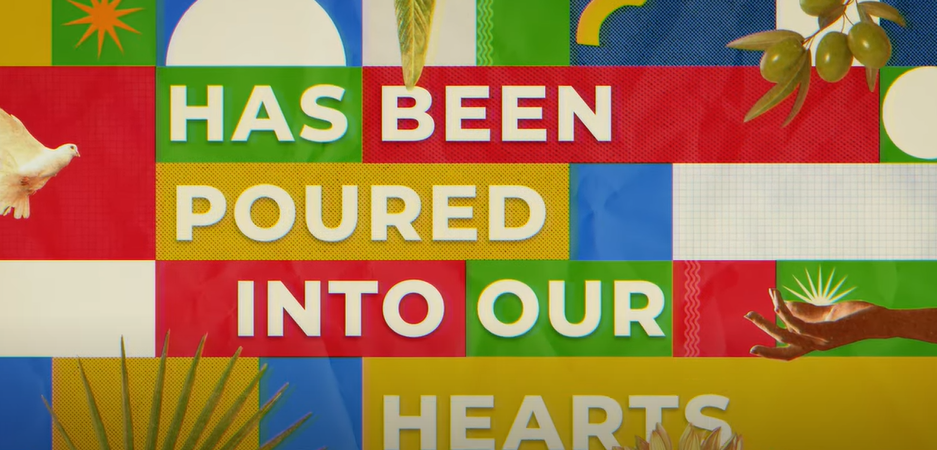 HAS BEEN
POURED
INTO OUR
HEARTS